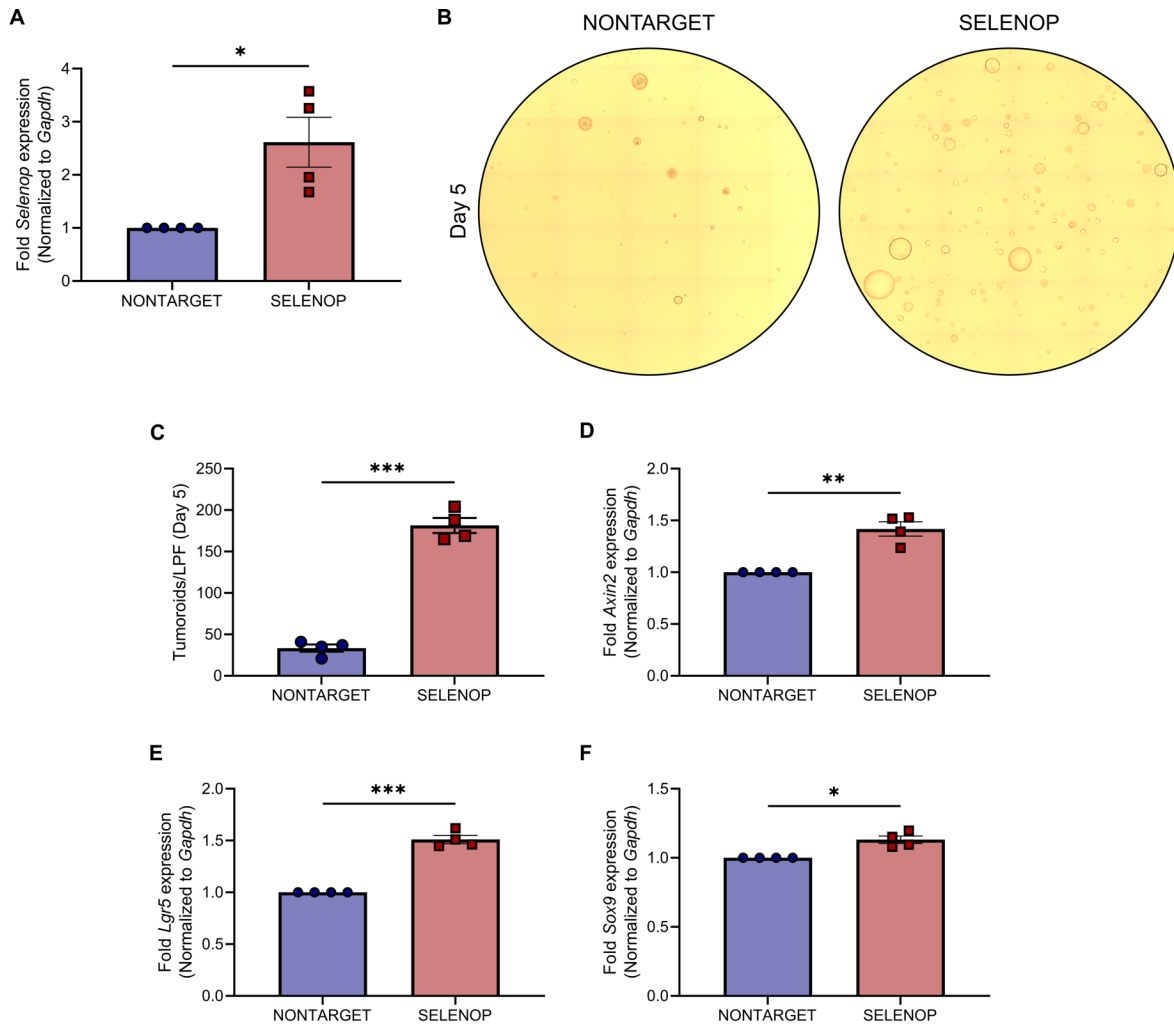 A
*
Fold Selenop expression
(Normalized to Gapdh)
4
3
2
1
0
NONTARGET
SELENOP
B
NONTARGET
SELENOP
Day 5
C
***
Tumoroids/LPF (Day 5)
250
200
150
100
50
0
NONTARGET
SELENOP
D
**
Fold Axin2 expression
(Normalized to Gapdh)
2.0
1.5
1.0
0.5
0.0
NONTARGET
SELENOP
E
***
Fold Lgr5 expression
(Normalized to Gapdh)
2.0
1.5
1.0
0.5
0.0
NONTARGET
SELENOP
F
*
Fold Sox9 expression
(Normalized to Gapdh)
1.5
1.0
0.5
0.0
NONTARGET
SELENOP